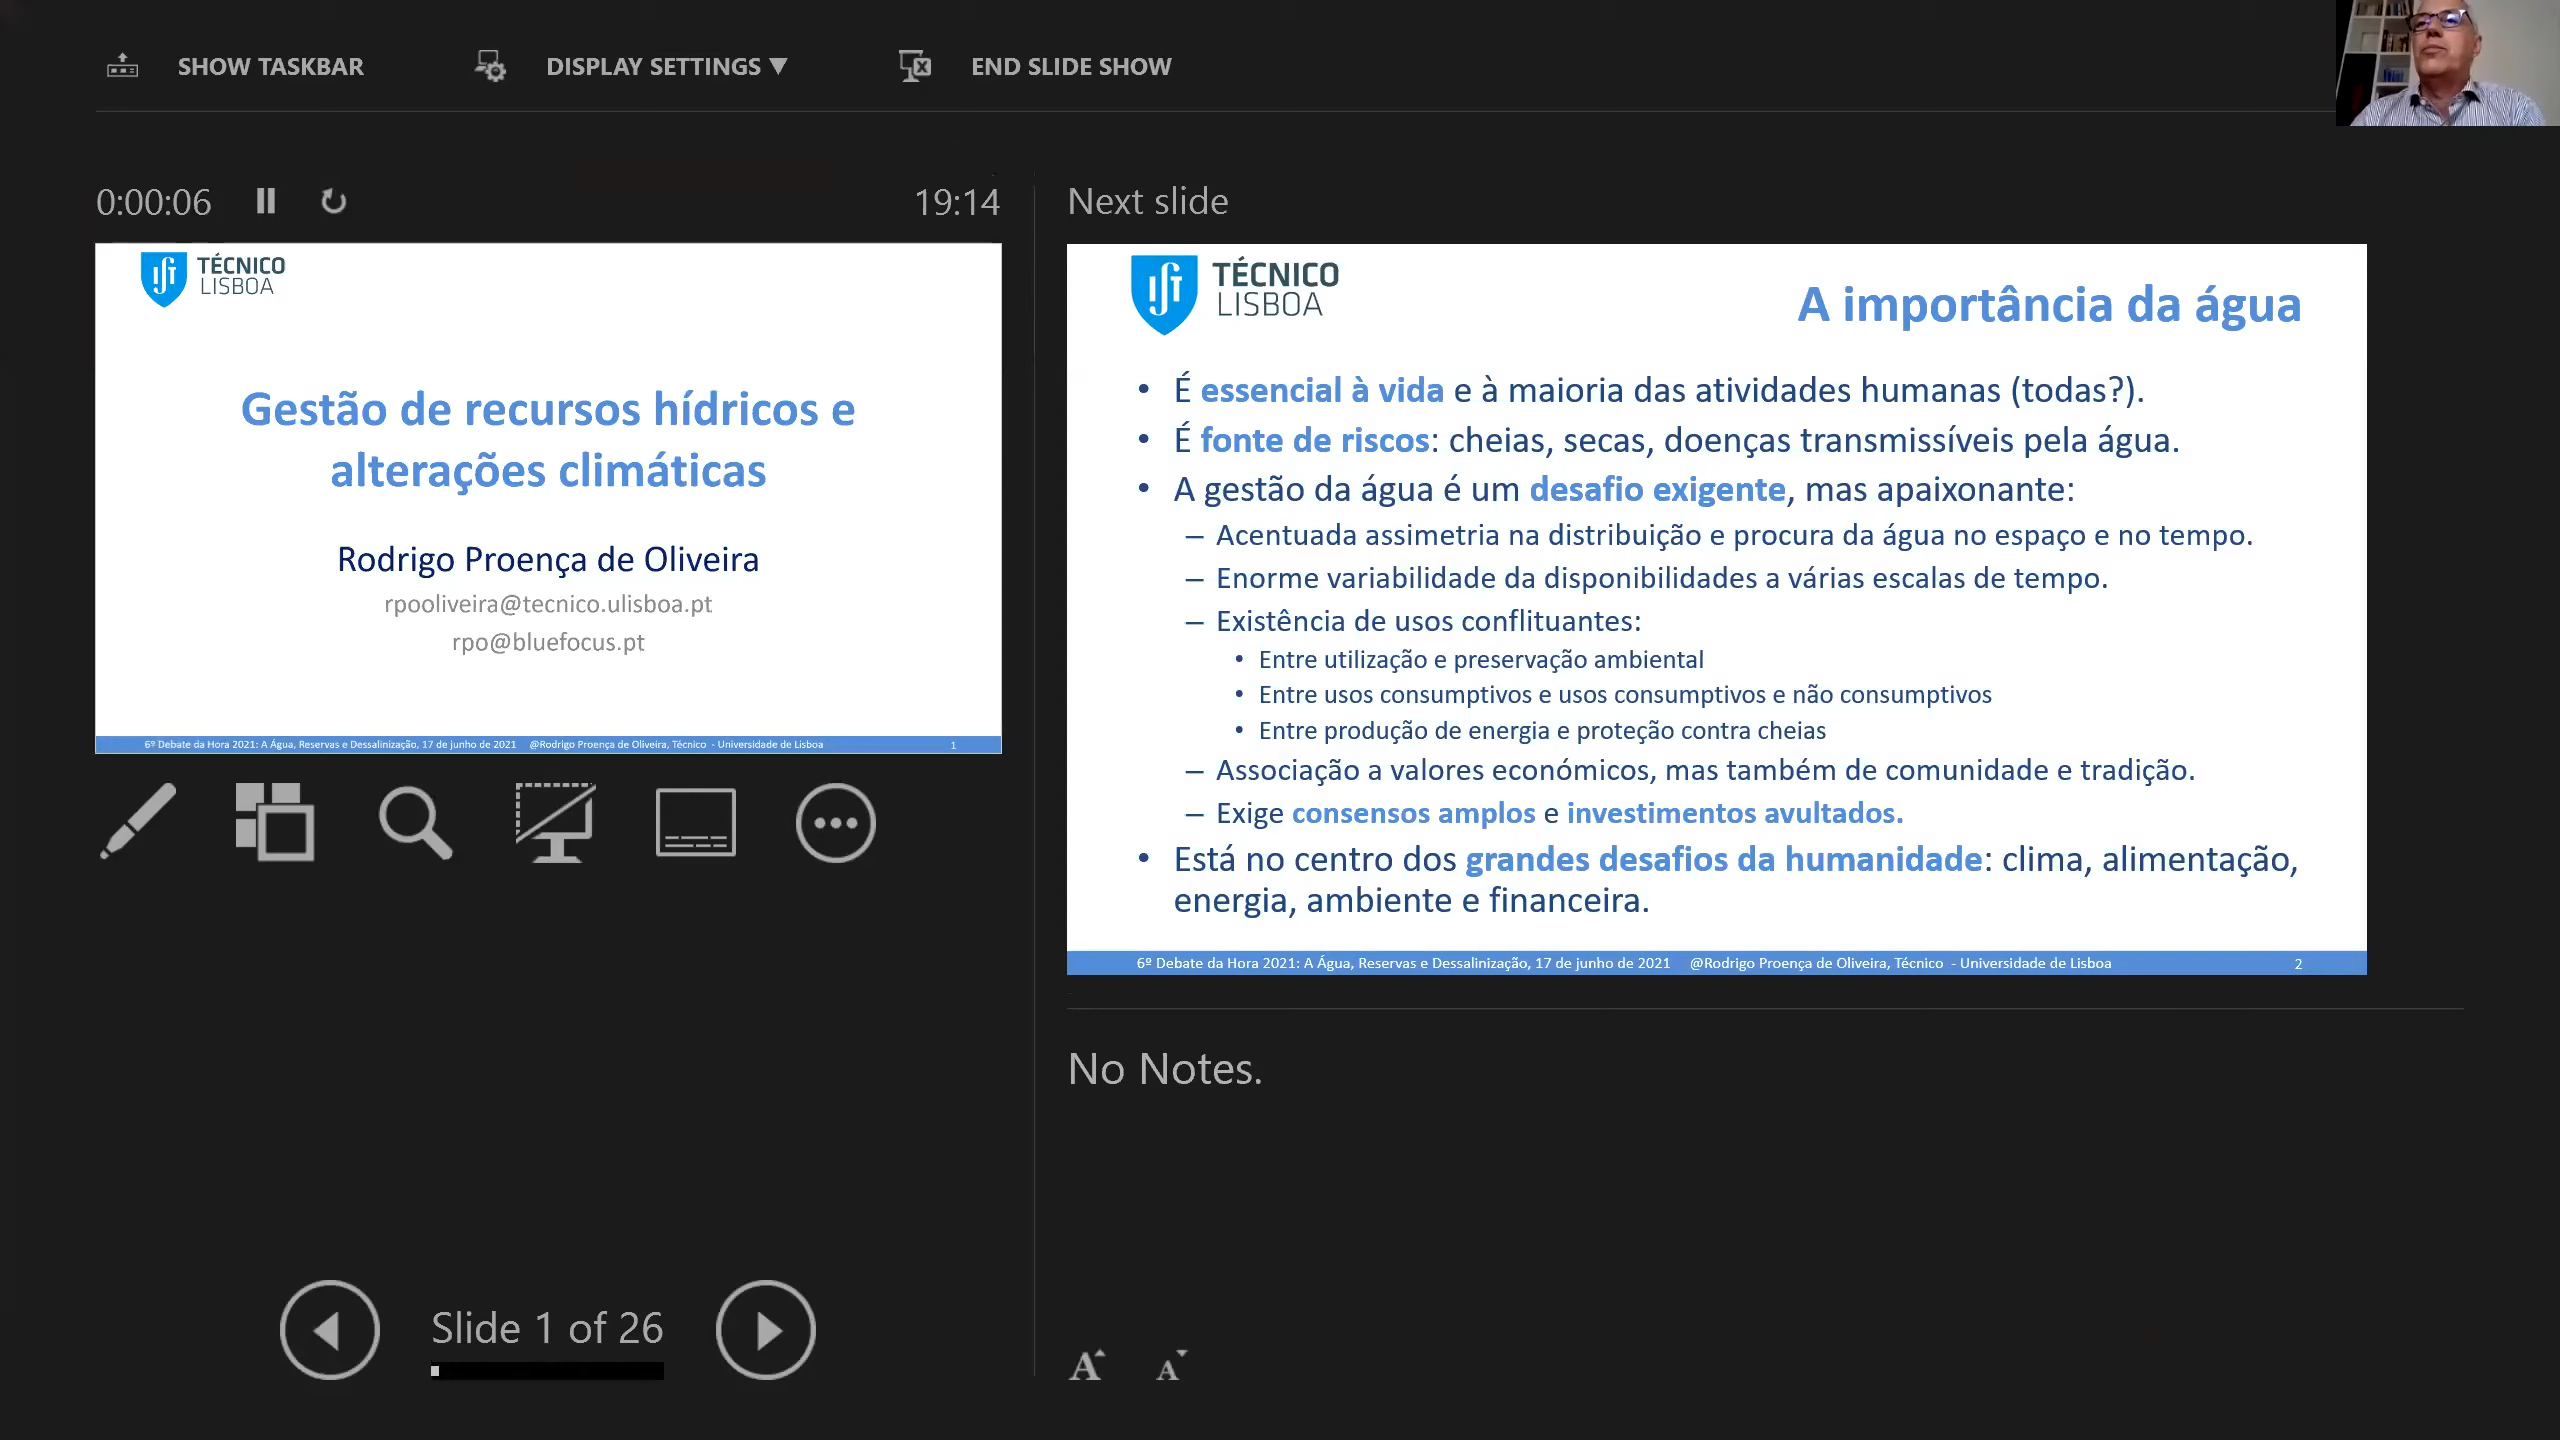 SHOW TASKBAR
DISPLAY SETTINGS ▼
END SLIDE SHOW
0:00:06
19:14
TÉCNICO
LISBOA
Gestão de recursos hídricos e
alterações climáticas
Rodrigo Proença de Oliveira
rpooliveira@tecnico.ulisboa.pt
rpo@bluefocus.pt
6º Debate da Hora 2021: A Água, Reservas e Dessalinização, 17 de junho de 2021 @Rodrigo Proença de Oliveira, Técnico - Universidade de Lisboa 1
Slide 1 of 26
Next slide
TÉCNICO
LISBOA
A importância da água
• É essencial à vida e à maioria das atividades humanas (todas?).
• É fonte de riscos: cheias, secas, doenças transmissíveis pela água.
• A gestão da água é um desafio exigente, mas apaixonante:
– Acentuada assimetria na distribuição e procura da água no espaço e no tempo.
– Enorme variabilidade da disponibilidades a várias escalas de tempo.
– Existência de usos conflituantes:
• Entre utilização e preservação ambiental
• Entre usos consumptivos e usos consumptivos e não consumptivos
• Entre produção de energia e proteção contra cheias
– Associação a valores económicos, mas também de comunidade e tradição.
– Exige consensos amplos e investimentos avultados.
• Está no centro dos grandes desafios da humanidade: clima, alimentação,
energia, ambiente e financeira.
6º Debate da Hora 2021: A Água, Reservas e Dessalinização, 17 de junho de 2021 @Rodrigo Proença de Oliveira, Técnico - Universidade de Lisboa 2
No Notes.
A A